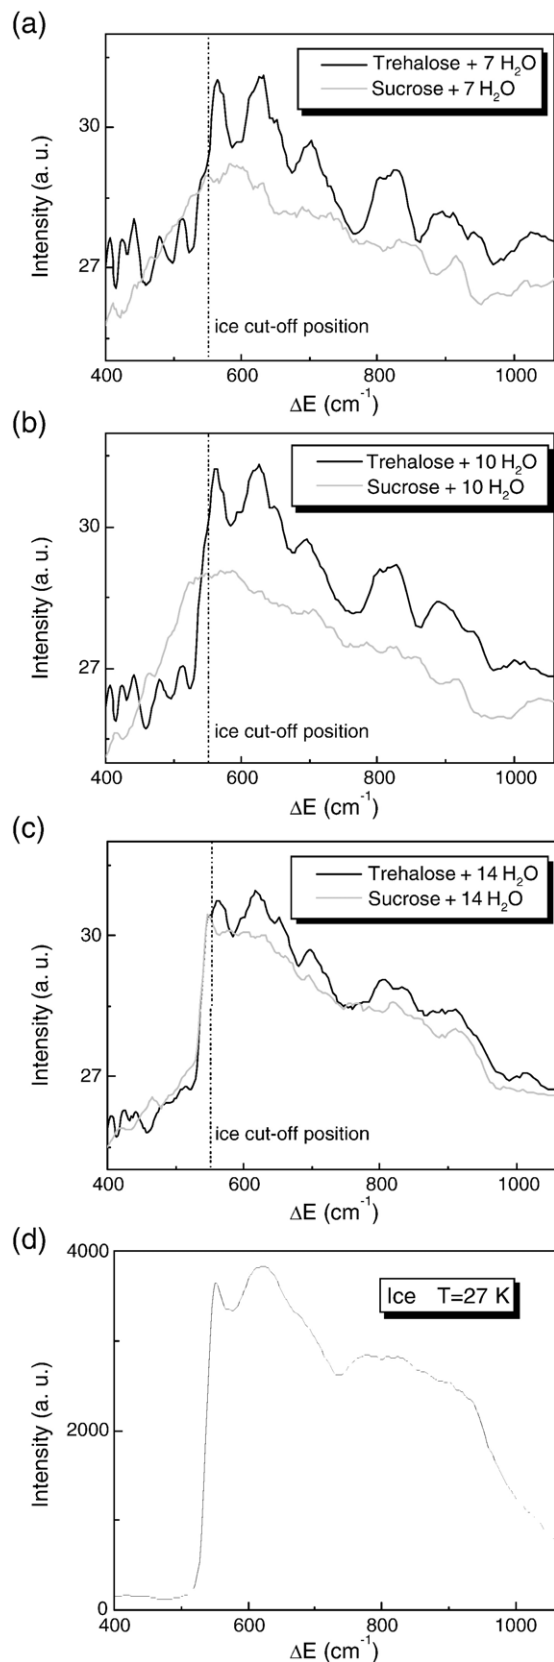 (a)
Trehalose + 7 H₂O
Sucrose + 7 H₂O
30
27
Intensity (a. u.)
ice cut-off position
400 600 800 1000
ΔE (cm⁻¹)
(b)
Trehalose + 10 H₂O
Sucrose + 10 H₂O
30
27
Intensity (a. u.)
ice cut-off position
400 600 800 1000
ΔE (cm⁻¹)
(c)
Trehalose + 14 H₂O
Sucrose + 14 H₂O
30
27
Intensity (a. u.)
ice cut-off position
400 600 800 1000
ΔE (cm⁻¹)
(d)
4000
Ice T=27 K
2000
0
Intensity (a. u.)
400 600 800 1000
ΔE (cm⁻¹)